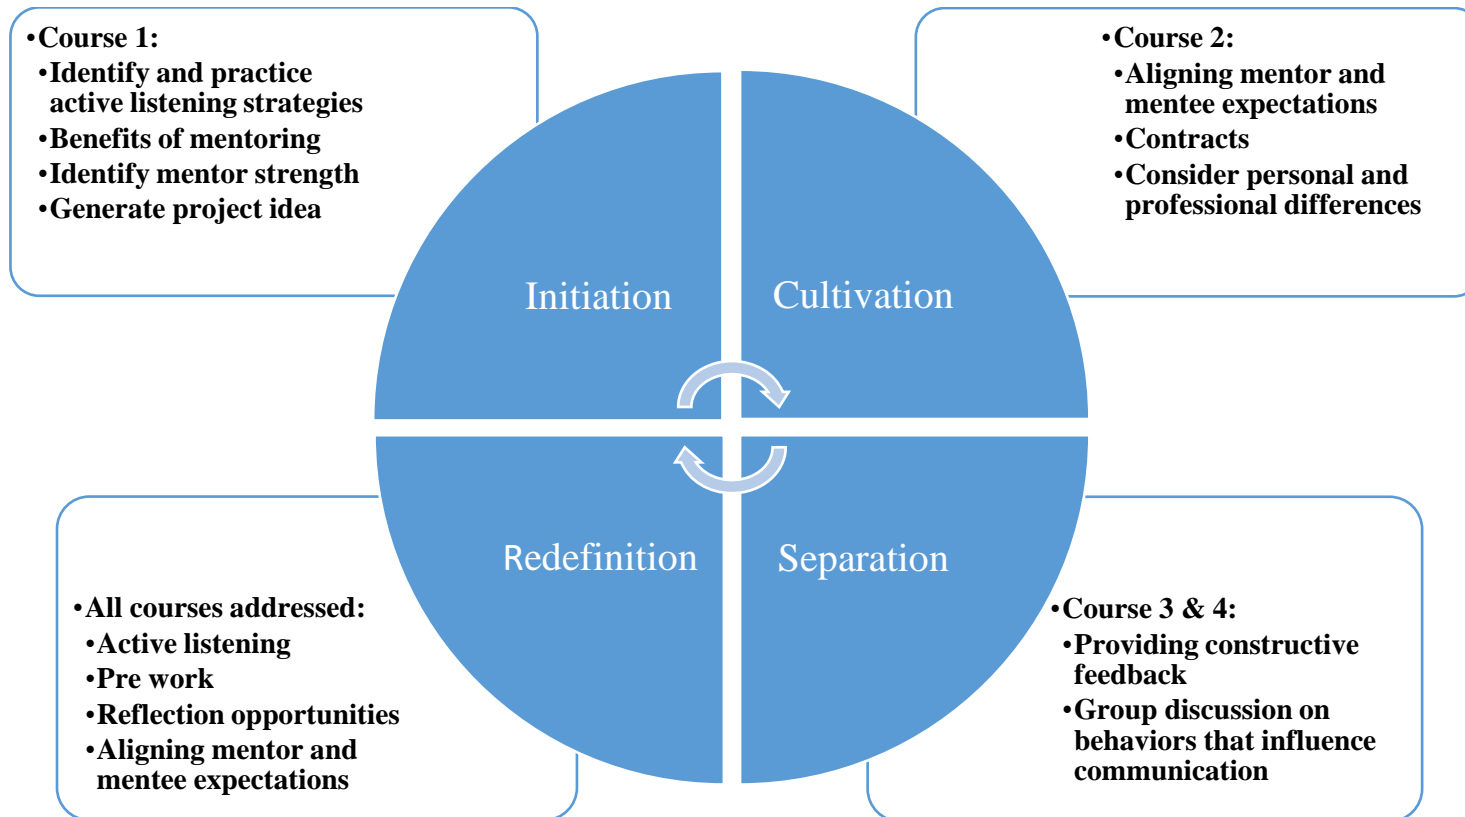 •Course 1:
•Identify and practice
active listening strategies
•Benefits of mentoring
•Identify mentor strength
•Generate project idea
•Course 2:
•Aligning mentor and
mentee expectations
•Contracts
•Consider personal and
professional differences
Initiation
Cultivation
Redefinition
Separation
•All courses addressed:
•Active listening
•Pre work
•Reflection opportunities
•Aligning mentor and
mentee expectations
•Course 3 & 4:
•Providing constructive
feedback
•Group discussion on
behaviors that influence
communication